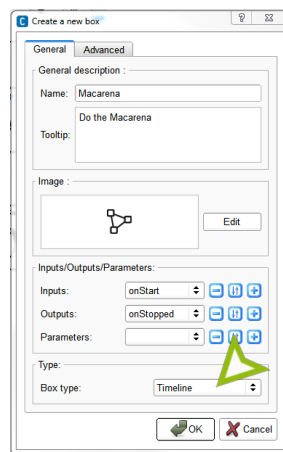 Create a new box
General Advanced
General description :
Name: Macarena
Tooltip: Do the Macarena
Image :
Edit
Inputs/Outputs/Parameters:
Inputs: onStart
Outputs: onStopped
Parameters:
Type:
Box type: Timeline
OK Cancel